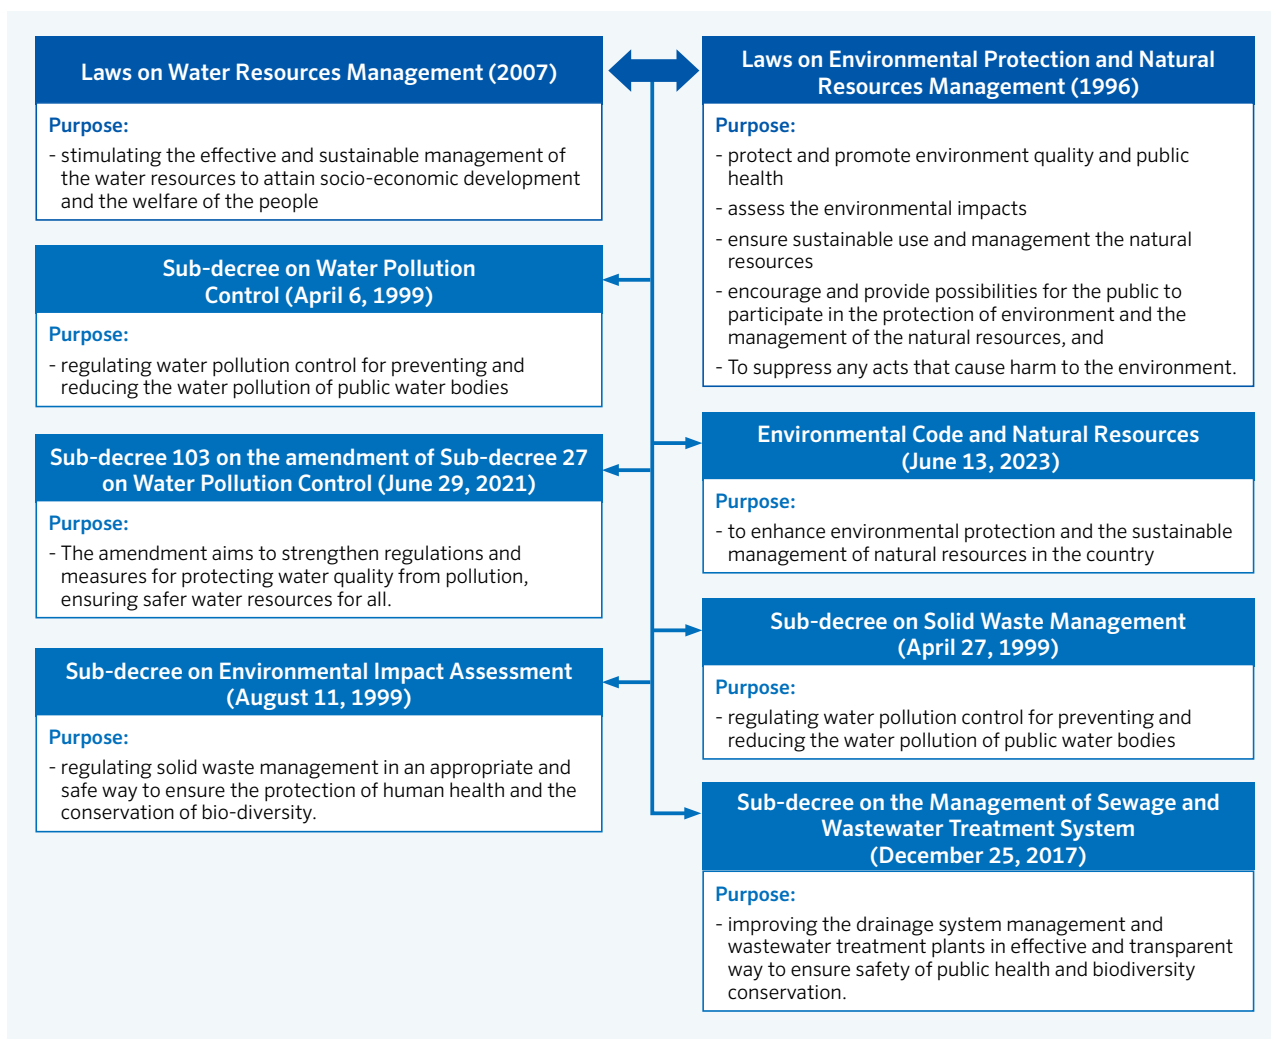 Laws on Water Resources Management (2007)
Purpose:
- stimulating the effective and sustainable management of
the water resources to attain socio-economic development
and the welfare of the people
Sub-decree on Water Pollution
Control (April 6, 1999)
Purpose:
- regulating water pollution control for preventing and
reducing the water pollution of public water bodies
Sub-decree 103 on the amendment of Sub-decree 27
on Water Pollution Control (June 29, 2021)
Purpose:
- The amendment aims to strengthen regulations and
measures for protecting water quality from pollution,
ensuring safer water resources for all.
Sub-decree on Environmental Impact Assessment
(August 11, 1999)
Purpose:
- regulating solid waste management in an appropriate and
safe way to ensure the protection of human health and the
conservation of bio-diversity.
Laws on Environmental Protection and Natural
Resources Management (1996)
Purpose:
- protect and promote environment quality and public
health
- assess the environmental impacts
- ensure sustainable use and management the natural
resources
- encourage and provide possibilities for the public to
participate in the protection of environment and the
management of the natural resources, and
- To suppress any acts that cause harm to the environment.
Environmental Code and Natural Resources
(June 13, 2023)
Purpose:
- to enhance environmental protection and the sustainable
management of natural resources in the country
Sub-decree on Solid Waste Management
(April 27, 1999)
Purpose:
- regulating water pollution control for preventing and
reducing the water pollution of public water bodies
Sub-decree on the Management of Sewage and
Wastewater Treatment System
(December 25, 2017)
Purpose:
- improving the drainage system management and
wastewater treatment plants in effective and transparent
way to ensure safety of public health and biodiversity
conservation.